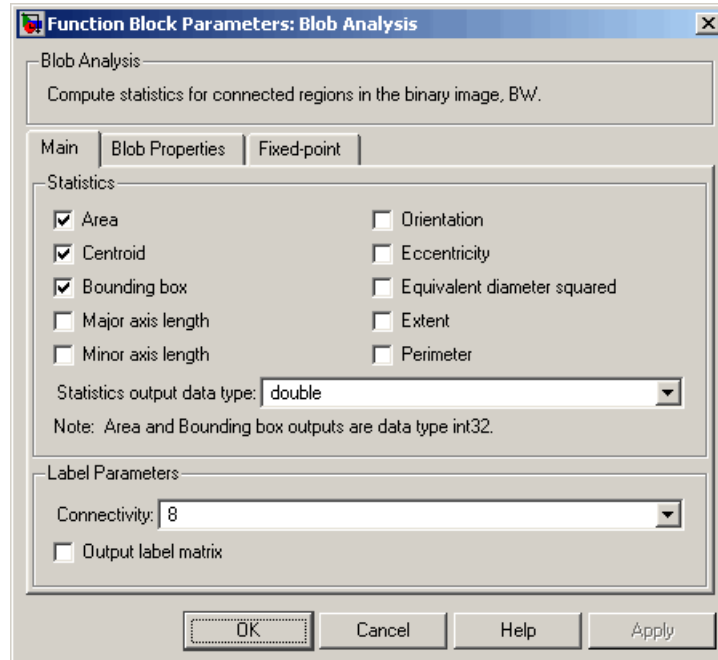 Function Block Parameters: Blob Analysis
Blob Analysis
Compute statistics for connected regions in the binary image, BW.
Main Blob Properties Fixed-point
Statistics
Area Orientation
Centroid Eccentricity
Bounding box Equivalent diameter squared
Major axis length Extent
Minor axis length Perimeter
Statistics output data type: double
Note: Area and Bounding box outputs are data type int32.
Label Parameters
Connectivity: 8
Output label matrix
OK Cancel Help Apply